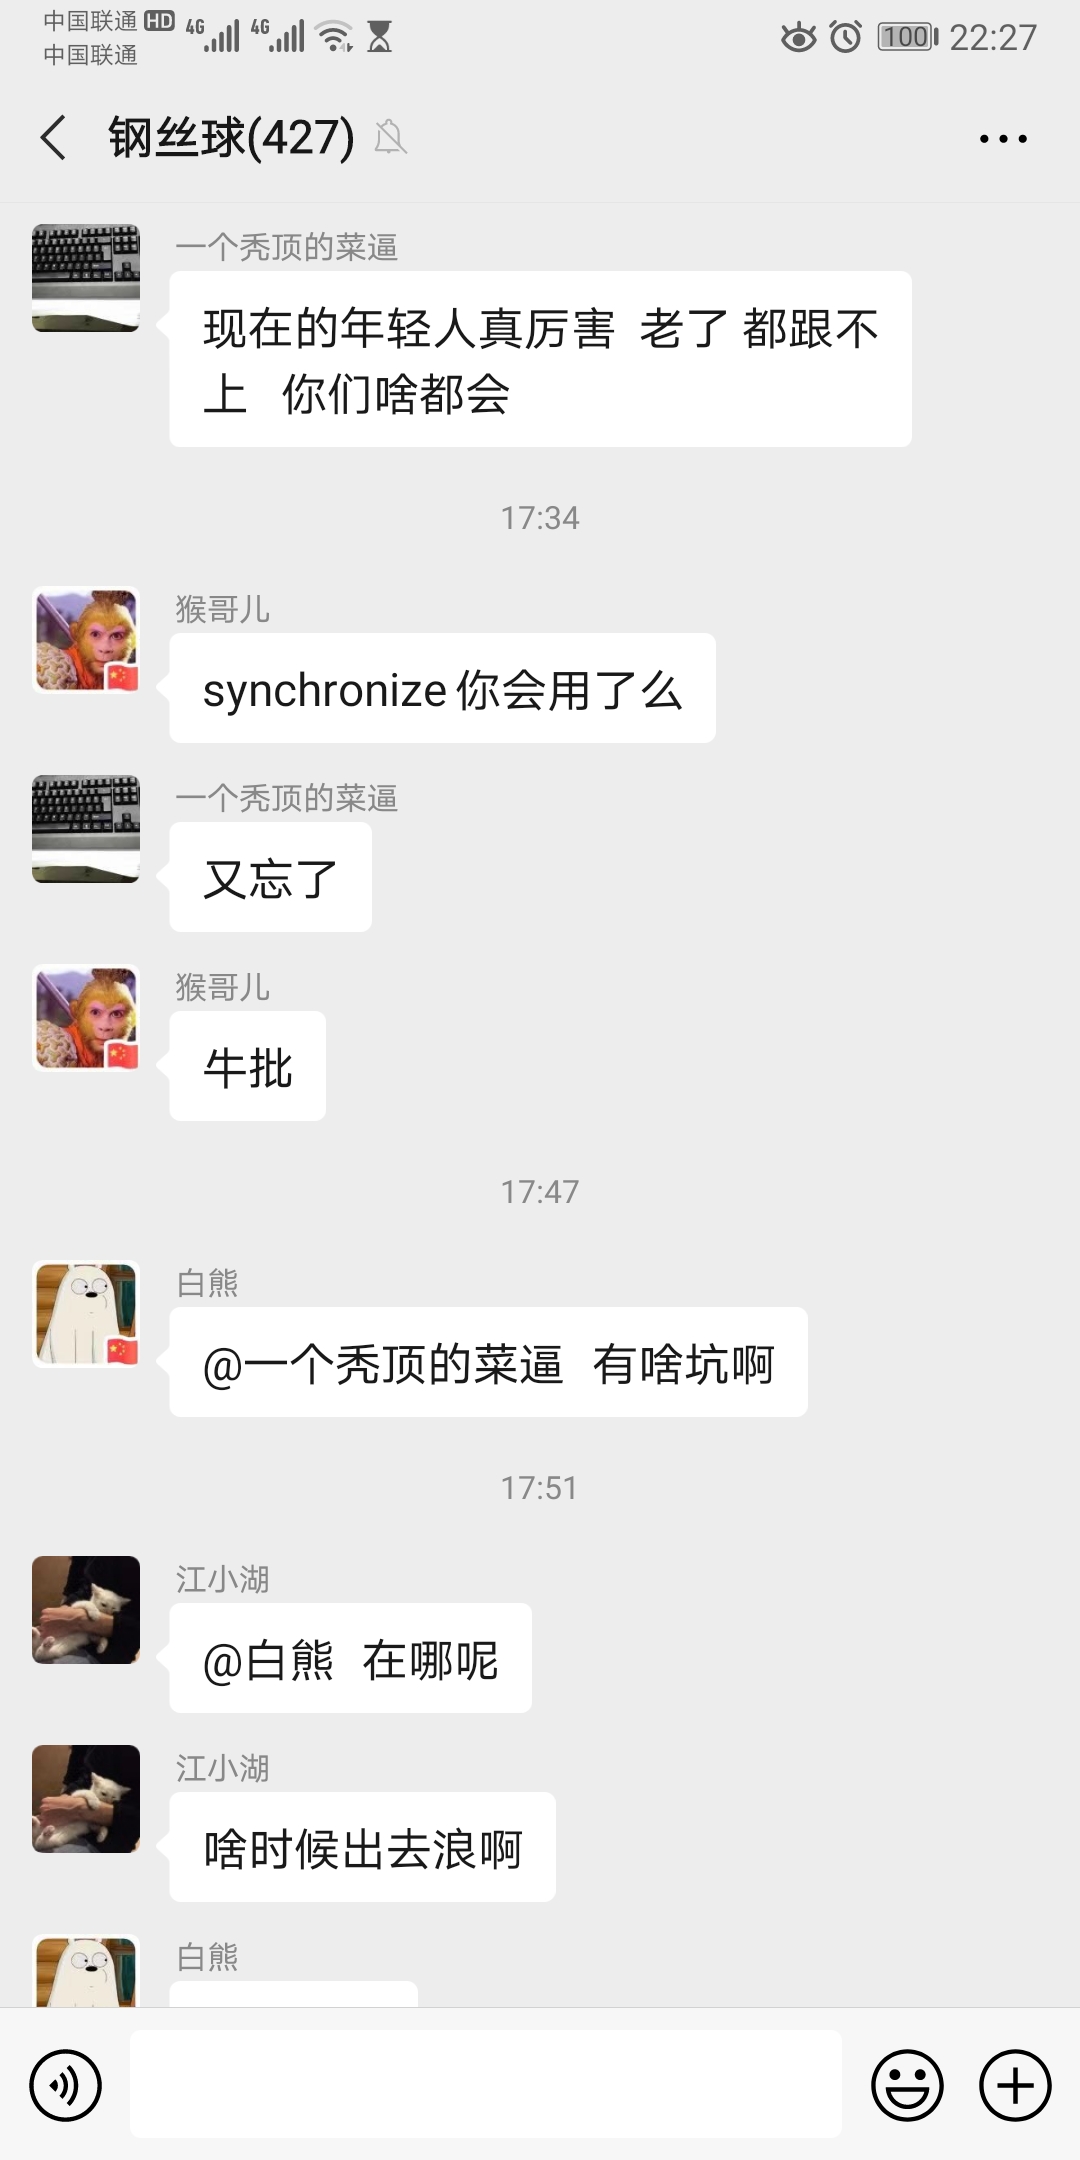 中国联通 HD 4G 4G 100 22:27
中国联通
钢丝球(427)
一个秃顶的菜逼
现在的年轻人真厉害 老了 都跟不
上 你们啥都会
17:34
猴哥儿
synchronize 你会用了么
一个秃顶的菜逼
又忘了
猴哥儿
牛批
17:47
白熊
@一个秃顶的菜逼 有啥坑啊
17:51
江小湖
@白熊 在哪呢
江小湖
啥时候出去浪啊
白熊